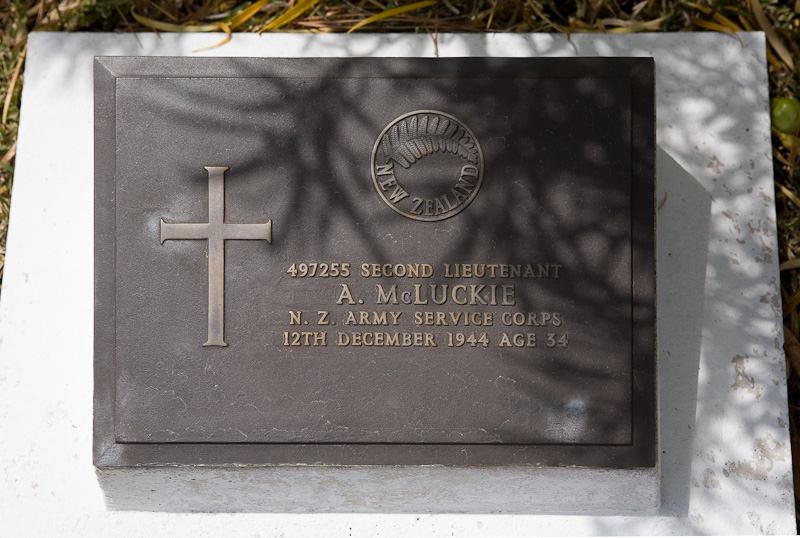 NEW ZEALAND
497255 SECOND LIEUTENANT
A. McLUCKIE
N. Z. ARMY SERVICE CORPS
12TH DECEMBER 1944 AGE 34